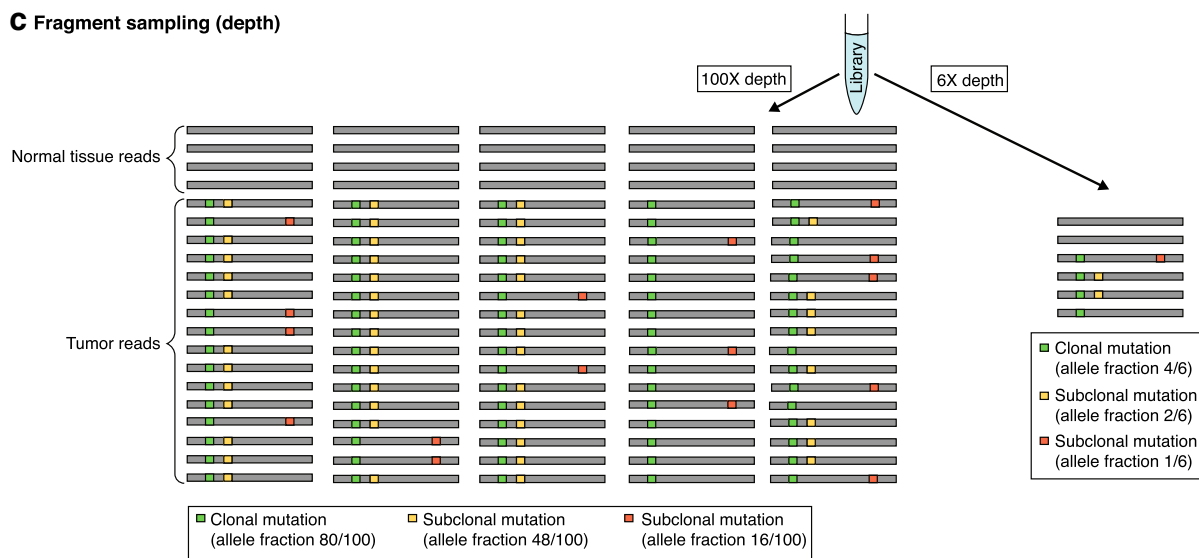 C Fragment sampling (depth)
Library
100X depth
6X depth
Normal tissue reads
Tumor reads
Clonal mutation
(allele fraction 4/6)
Subclonal mutation
(allele fraction 2/6)
Subclonal mutation
(allele fraction 1/6)
Clonal mutation
(allele fraction 80/100)
Subclonal mutation
(allele fraction 48/100)
Subclonal mutation
(allele fraction 16/100)